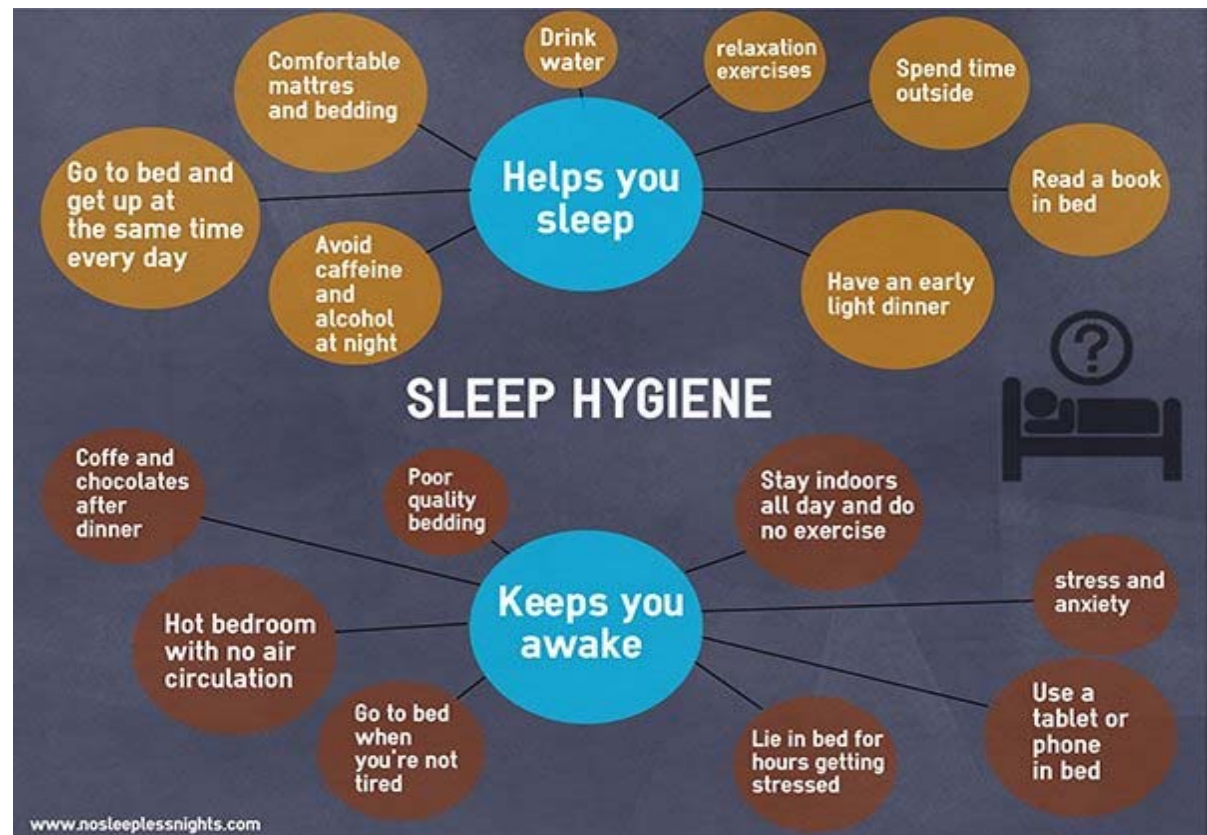 Comfortable
mattres
and bedding
Drink
water
relaxation
exercises
Spend time
outside
Go to bed and
get up at
the same time
every day
Helps you
sleep
Read a book
in bed
Avoid
caffeine
and
alcohol
at night
Have an early
light dinner
SLEEP HYGIENE
?
Coffe and
chocolates
after
dinner
Poor
quality
bedding
Stay indoors
all day and do
no exercise
Hot bedroom
with no air
circulation
Keeps you
awake
stress and
anxiety
Go to bed
when
you're not
tired
Lie in bed for
hours getting
stressed
Use a
tablet or
phone
in bed
www.nosleeplessnights.com